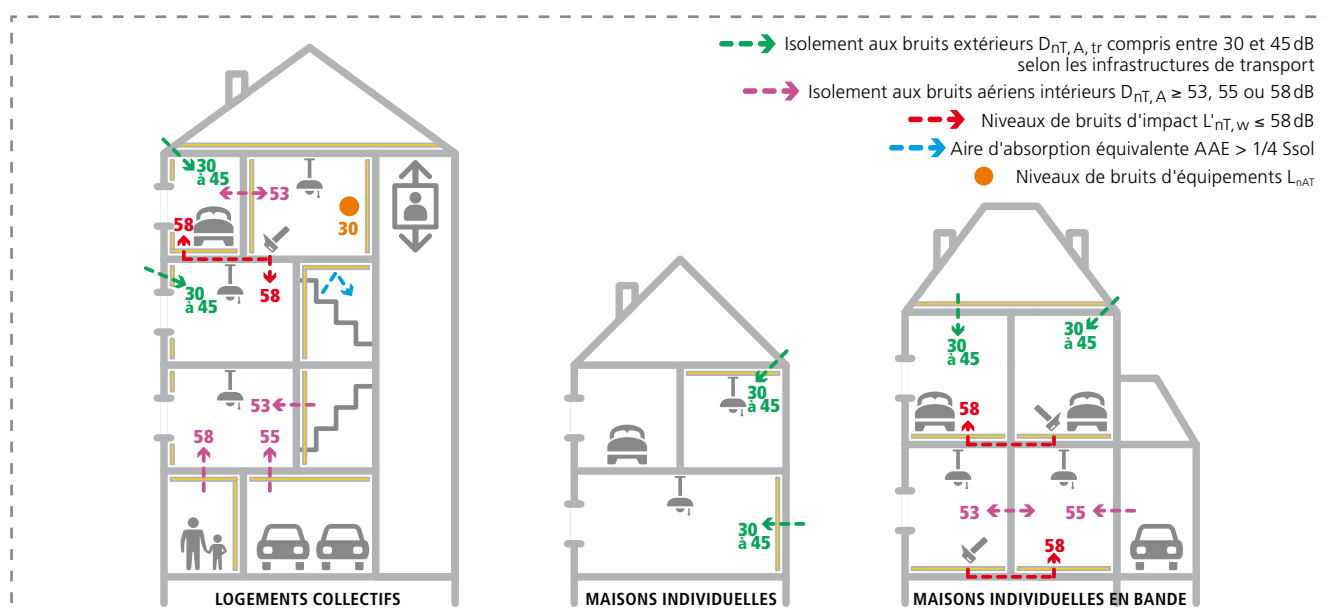 Isolement aux bruits extérieurs DnT, A, tr compris entre 30 et 45 dB
selon les infrastructures de transport
Isolement aux bruits aériens intérieurs DnT, A ≥ 53, 55 ou 58 dB
Niveaux de bruits d'impact L'nT, w ≤ 58 dB
Aire d'absorption équivalente AAE > 1/4 Ssol
Niveaux de bruits d'équipements LnAT
30
à 45
53
58
30
58
30
à 45
53
58
55
LOGEMENTS COLLECTIFS
30
à 45
30
à 45
MAISONS INDIVIDUELLES
30
à 45
30
à 45
58
53
55
58
MAISONS INDIVIDUELLES EN BANDE